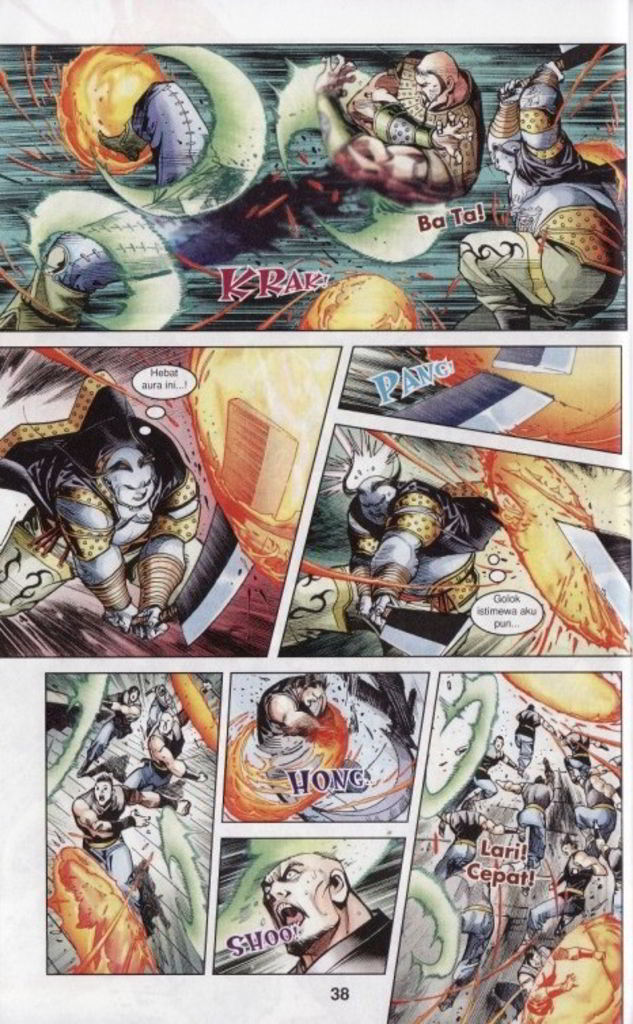 Ba Ta!
KRAK!
Hebat
aura ini...!
PANG!
Golok
istimewa aku
pun...
HONG...
SHOO!
Lari!
Cepat!
38